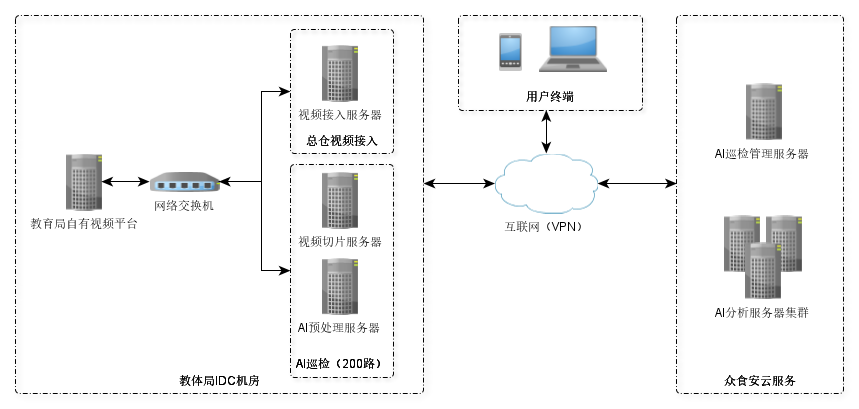 视频接入服务器
总仓视频接入
教育局自有视频平台
网络交换机
视频切片服务器
AI预处理服务器
AI巡检（200路）
教体局IDC机房
用户终端
互联网（VPN）
AI巡检管理服务器
AI分析服务器集群
众食安云服务